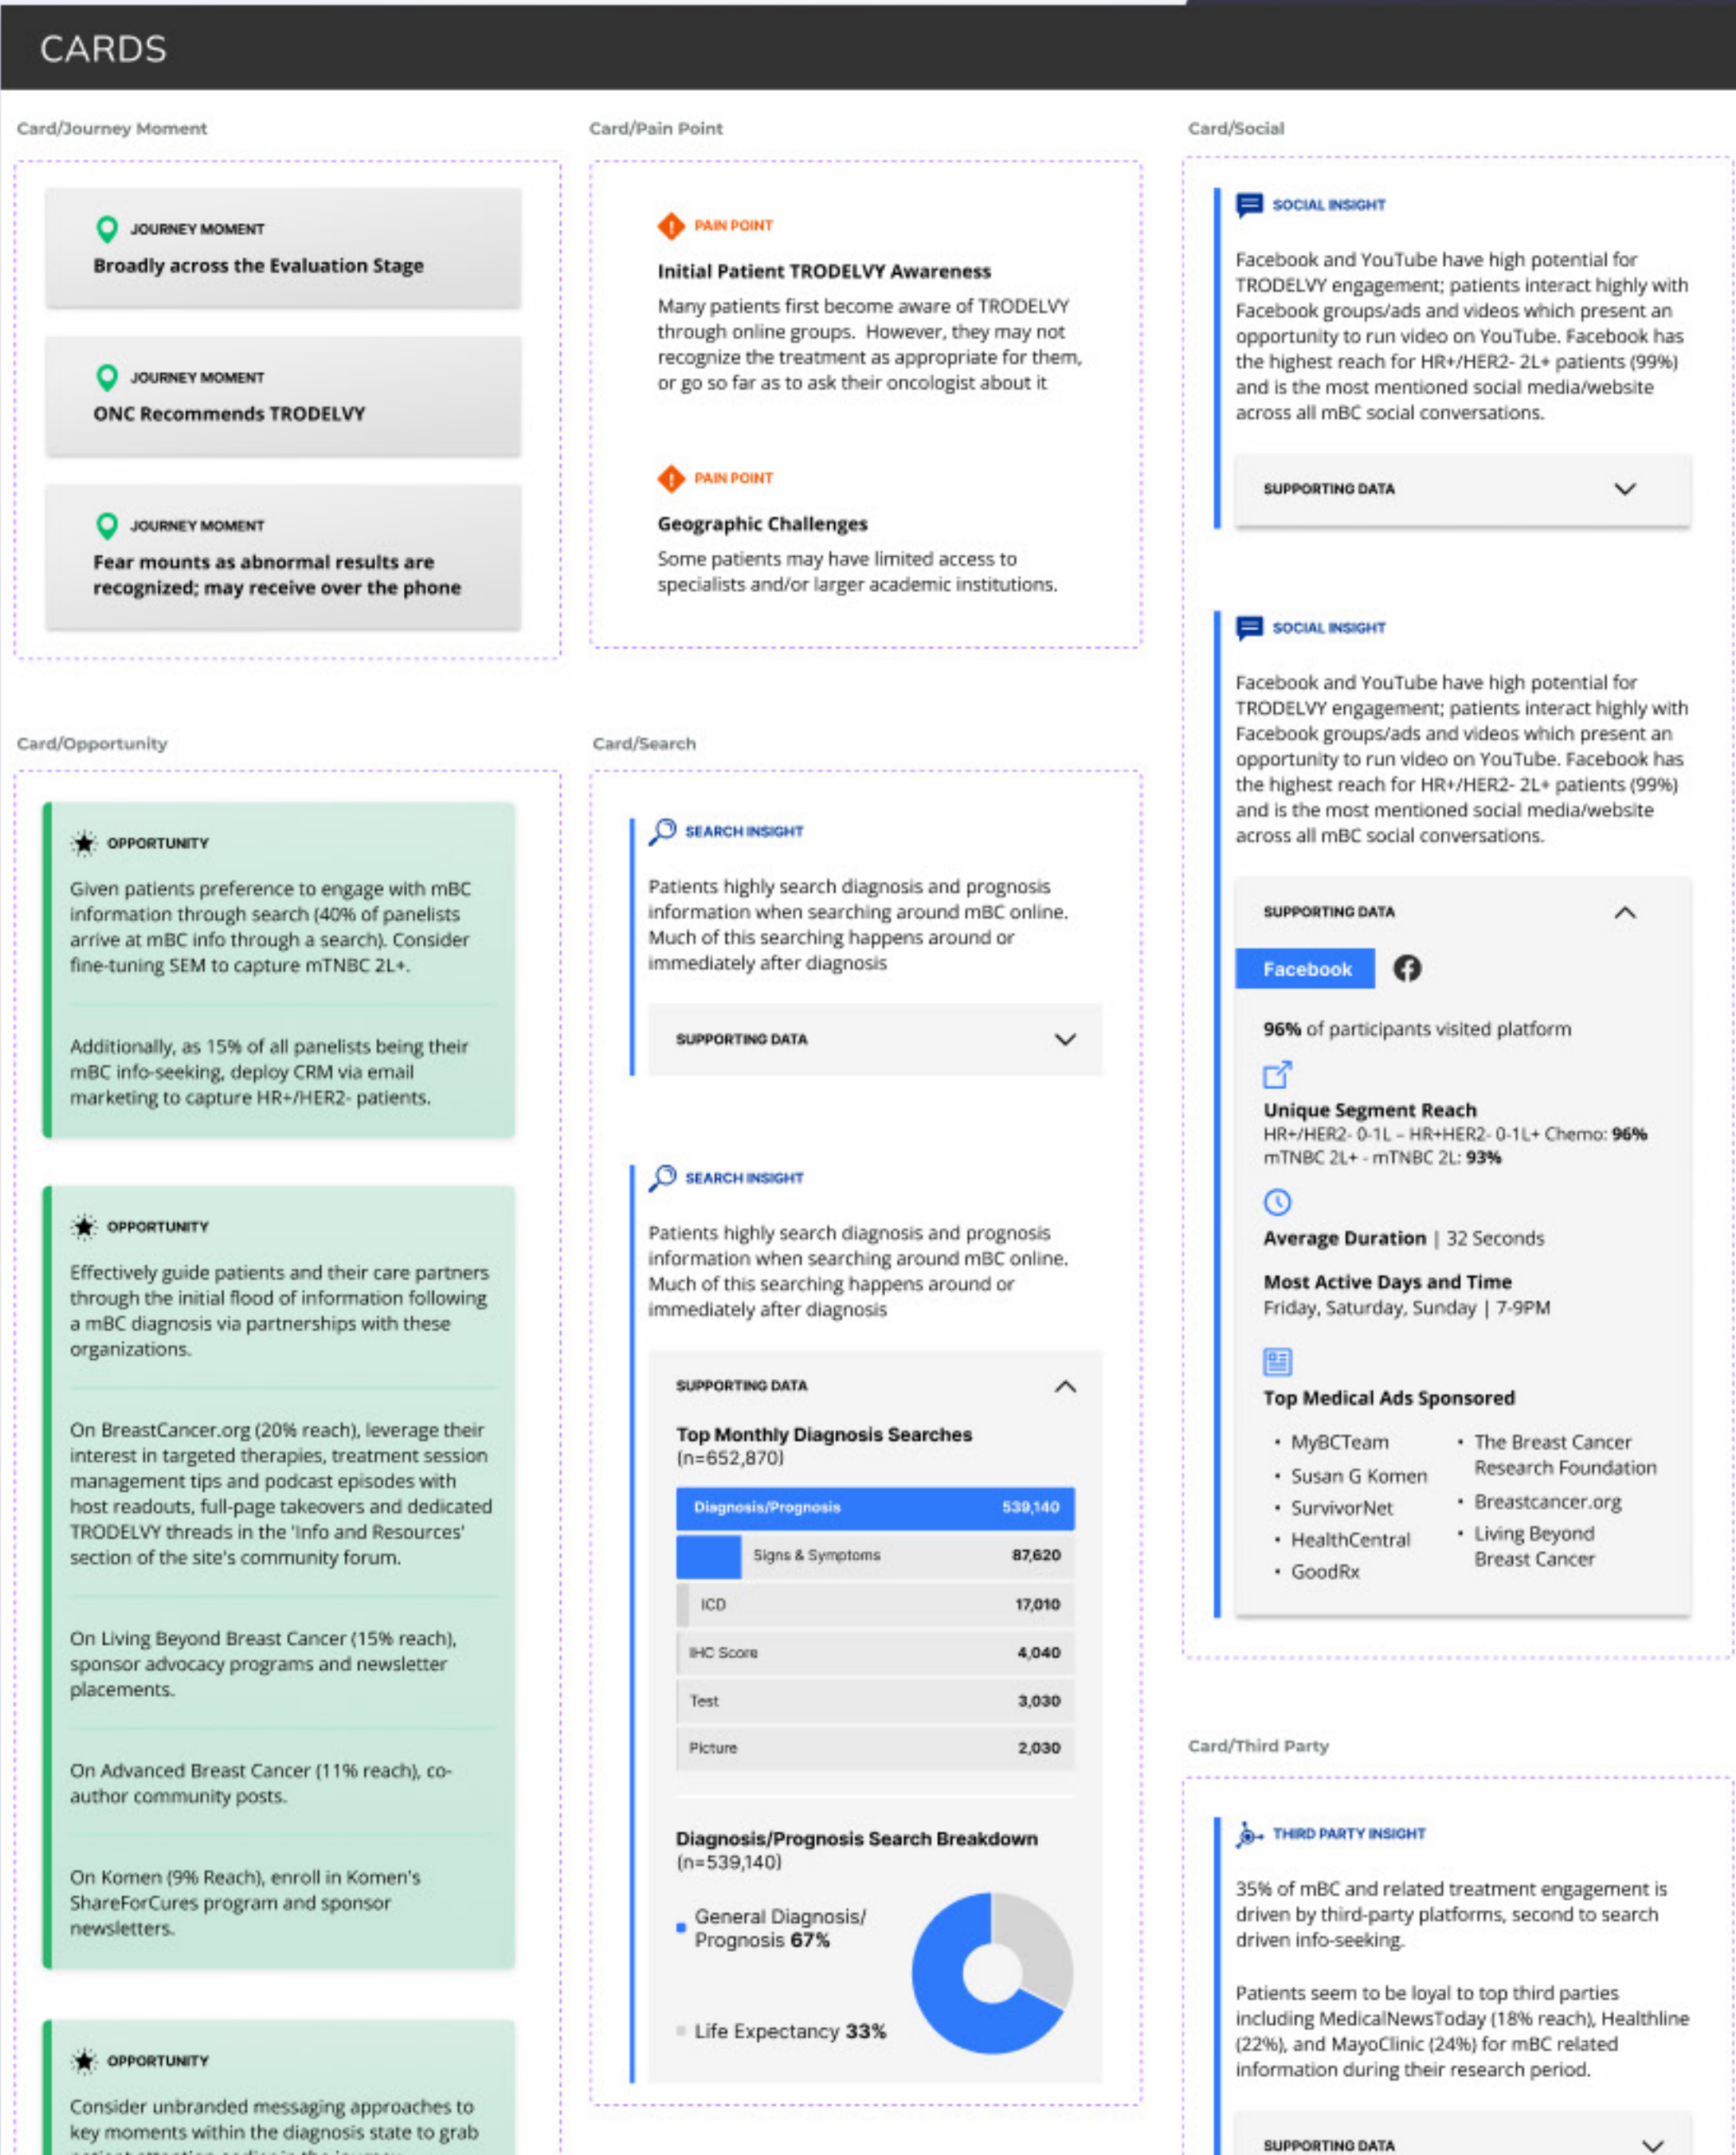 CARDS
Card/Journey Moment
JOURNEY MOMENT
Broadly across the Evaluation Stage
JOURNEY MOMENT
ONC Recommends TRODELVY
JOURNEY MOMENT
Fear mounts as abnormal results are
recognized; may receive over the phone
Card/Pain Point
PAIN POINT
Initial Patient TRODELVY Awareness
Many patients first become aware of TRODELVY
through online groups.  However, they may not
recognize the treatment as appropriate for them,
or go so far as to ask their oncologist about it
PAIN POINT
Geographic Challenges
Some patients may have limited access to
specialists and/or larger academic institutions.
Card/Social
SOCIAL INSIGHT
Facebook and YouTube have high potential for
TRODELVY engagement; patients interact highly with
Facebook groups/ads and videos which present an
opportunity to run video on YouTube. Facebook has
the highest reach for HR+/HER2- 2L+ patients (99%)
and is the most mentioned social media/website
across all mBC social conversations.
SUPPORTING DATA
SOCIAL INSIGHT
Facebook and YouTube have high potential for
TRODELVY engagement; patients interact highly with
Facebook groups/ads and videos which present an
opportunity to run video on YouTube. Facebook has
the highest reach for HR+/HER2- 2L+ patients (99%)
and is the most mentioned social media/website
across all mBC social conversations.
SUPPORTING DATA
Facebook
96% of participants visited platform
Unique Segment Reach
HR+/HER2- 0-1L – HR+HER2- 0-1L+ Chemo: 96%
mTNBC 2L+ - mTNBC 2L: 93%
Average Duration | 32 Seconds
Most Active Days and Time
Friday, Saturday, Sunday | 7-9PM
Top Medical Ads Sponsored
• MyBCTeam
• Susan G Komen
• SurvivorNet
• HealthCentral
• GoodRx
• The Breast Cancer
Research Foundation
• Breastcancer.org
• Living Beyond
Breast Cancer
Card/Opportunity
OPPORTUNITY
Given patients preference to engage with mBC
information through search (40% of panelists
arrive at mBC info through a search). Consider
fine-tuning SEM to capture mTNBC 2L+.
Additionally, as 15% of all panelists being their
mBC info-seeking, deploy CRM via email
marketing to capture HR+/HER2- patients.
OPPORTUNITY
Effectively guide patients and their care partners
through the initial flood of information following
a mBC diagnosis via partnerships with these
organizations.
On BreastCancer.org (20% reach), leverage their
interest in targeted therapies, treatment session
management tips and podcast episodes with
host readouts, full-page takeovers and dedicated
TRODELVY threads in the 'Info and Resources'
section of the site's community forum.
On Living Beyond Breast Cancer (15% reach),
sponsor advocacy programs and newsletter
placements.
On Advanced Breast Cancer (11% reach), co-
author community posts.
On Komen (9% Reach), enroll in Komen's
ShareForCures program and sponsor
newsletters.
OPPORTUNITY
Consider unbranded messaging approaches to
key moments within the diagnosis state to grab
Card/Search
SEARCH INSIGHT
Patients highly search diagnosis and prognosis
information when searching around mBC online.
Much of this searching happens around or
immediately after diagnosis
SUPPORTING DATA
SEARCH INSIGHT
Patients highly search diagnosis and prognosis
information when searching around mBC online.
Much of this searching happens around or
immediately after diagnosis
SUPPORTING DATA
Top Monthly Diagnosis Searches
(n=652,870)
Diagnosis/Prognosis 539,140
Signs & Symptoms 87,620
ICD 17,010
IHC Score 4,040
Test 3,030
Picture 2,030
Diagnosis/Prognosis Search Breakdown
(n=539,140)
General Diagnosis/
Prognosis 67%
Life Expectancy 33%
Card/Third Party
THIRD PARTY INSIGHT
35% of mBC and related treatment engagement is
driven by third-party platforms, second to search
driven info-seeking.
Patients seem to be loyal to top third parties
including MedicalNewsToday (18% reach), Healthline
(22%), and MayoClinic (24%) for mBC related
information during their research period.
SUPPORTING DATA